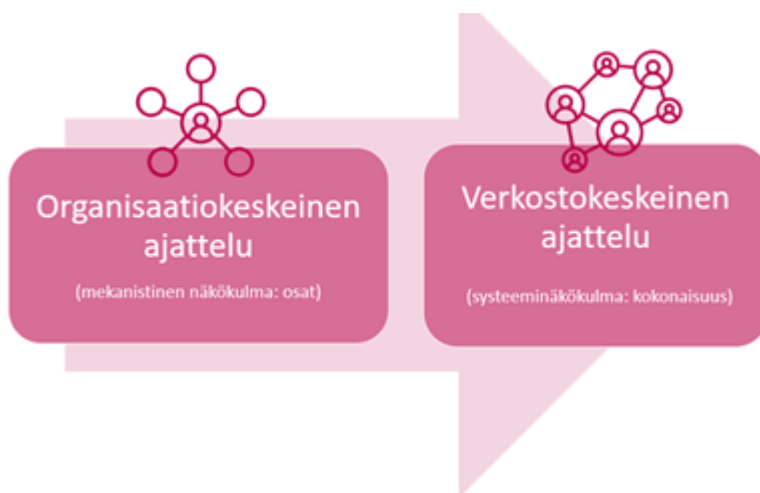 Organisaatiokeskeinen
ajattelu
(mekanistinen näkökulma: osat)
Verkostokeskeinen
ajattelu
(systeeminäkökulma: kokonaisuus)